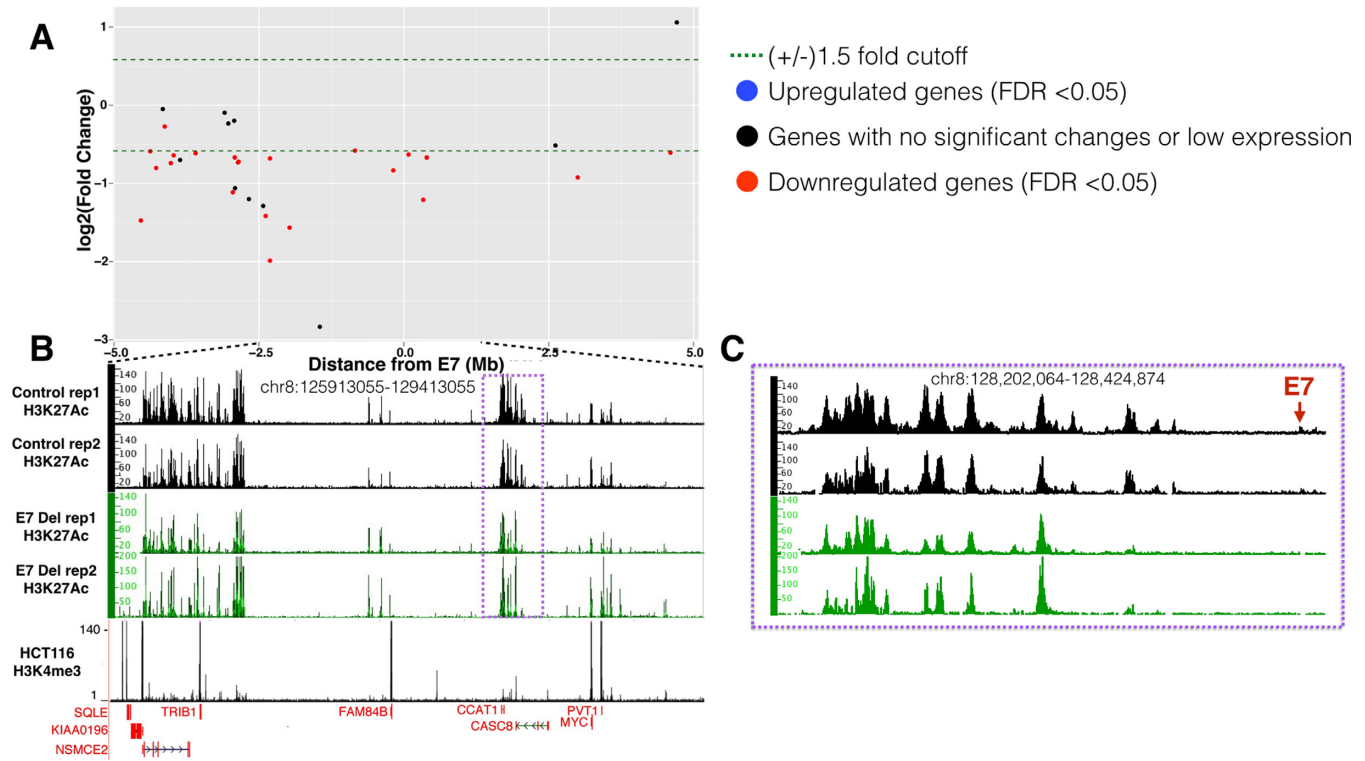 A
1
0
−1
−2
−3
log2(Fold Change)
−5.0
−2.5
0.0
2.5
5.0
Distance from E7 (Mb)
(+/-)1.5 fold cutoff
Upregulated genes (FDR <0.05)
Genes with no significant changes or low expression
Downregulated genes (FDR <0.05)
B
chr8:125913055-129413055
Control rep1
H3K27Ac
140
100
60
20
Control rep2
H3K27Ac
140
100
60
20
E7 Del rep1
H3K27Ac
140
100
60
20
E7 Del rep2
H3K27Ac
200
150
100
50
HCT116
H3K4me3
140
1
SQLE
TRIB1
FAM84B
CCAT1
PVT1
KIAA0196
CASC8
MYC
NSMCE2
C
chr8:128,202,064-128,424,874
E7
140
100
60
20
140
100
60
20
140
100
60
20
200
150
100
50